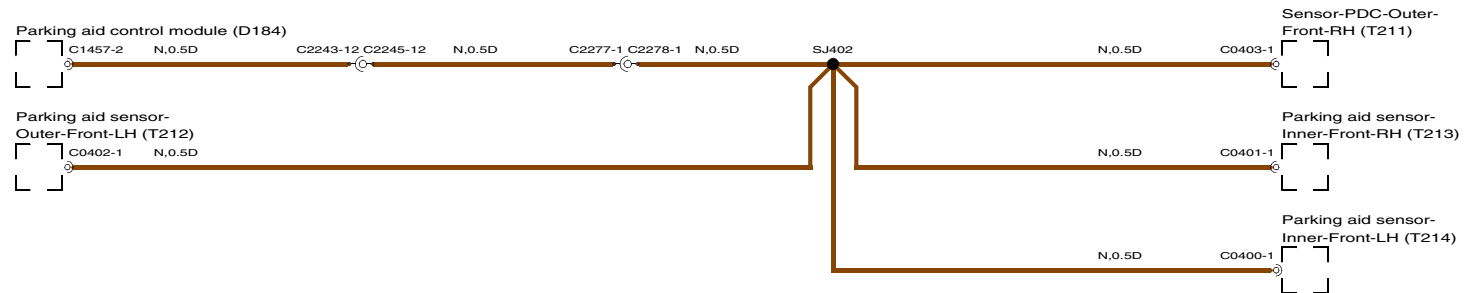 Sensor-PDC-Outer-
Front-RH (T211)
Parking aid control module (D184)
C1457-2 N,0.5D C2243-12 C2245-12 N,0.5D C2277-1 C2278-1 N,0.5D SJ402 N,0.5D C0403-1
Parking aid sensor-
Outer-Front-LH (T212)
Parking aid sensor-
Inner-Front-RH (T213)
C0402-1 N,0.5D N,0.5D C0401-1
Parking aid sensor-
Inner-Front-LH (T214)
N,0.5D C0400-1